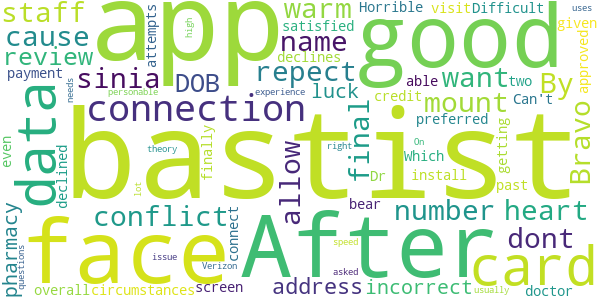 staff app warm good Horrible visit Difficult uses
cause attempts satisfied given
review sinia DOB declines name high
payment repect want able two By approved
data needs personable luck experience credit Can't
connection mount Bravo
even bastist final preferred
declined theory finally allow right Which On getting
Dr install past
pharmacy conflict connect lot bear number heart
face After speed dont
questions issue Verizon screen address asked card
overall circumstances incorrect doctor usually